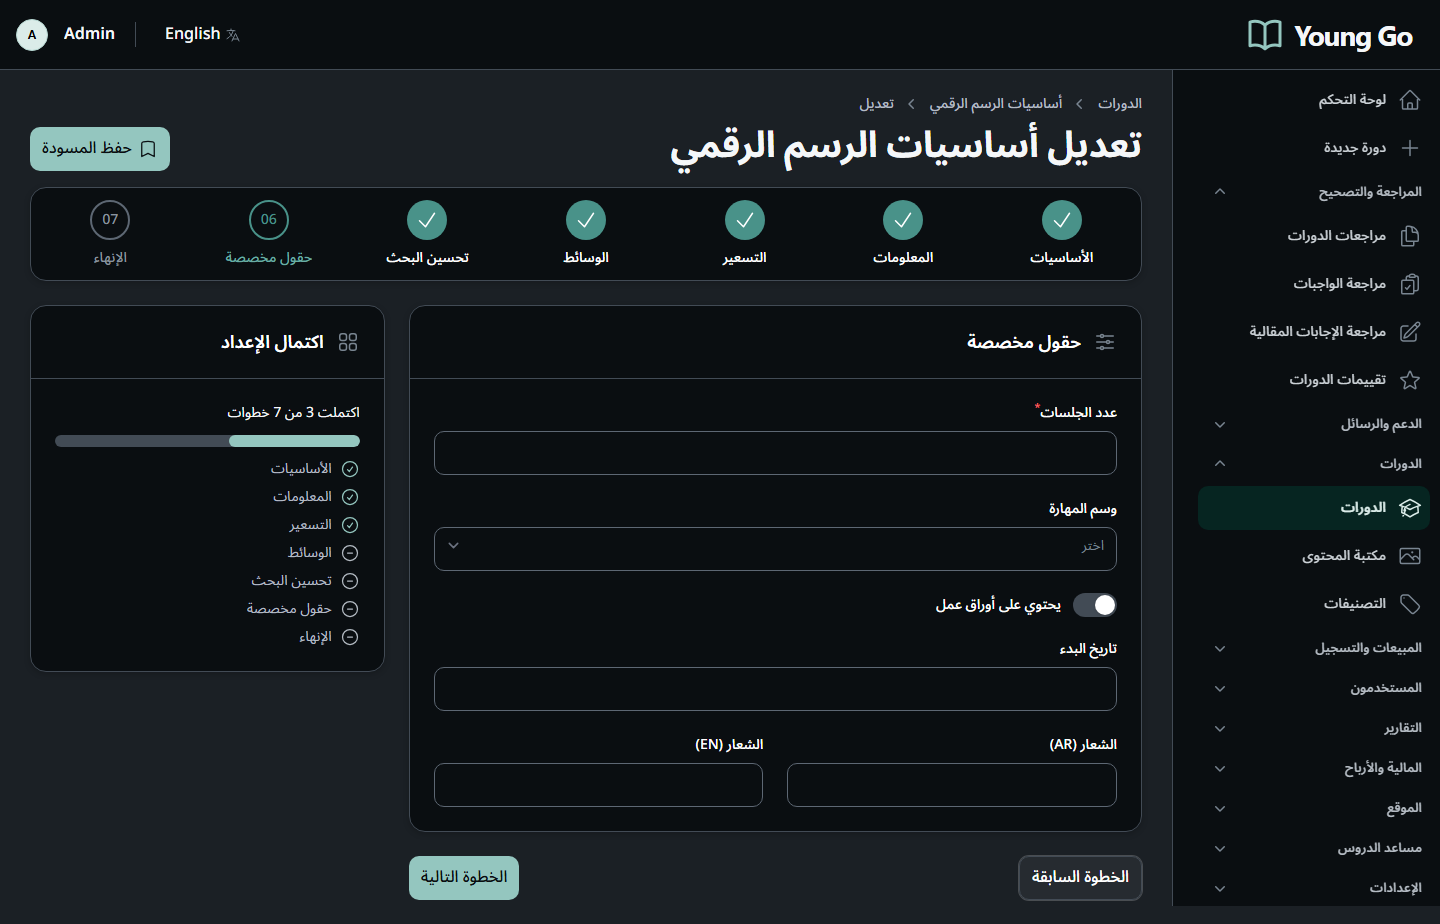 Young Go
English
Admin
A
لوحة التحكم
دورة جديدة
المراجعة والتصحيح
مراجعات الدورات
مراجعة الواجبات
مراجعة الإجابات المقالية
تقييمات الدورات
الدعم والرسائل
الدورات
الدورات
مكتبة المحتوى
التصنيفات
المبيعات والتسجيل
المستخدمون
التقارير
المالية والأرباح
الموقع
مساعد الدروس
الإعدادات
الدورات
أساسيات الرسم الرقمي
تعديل
تعديل أساسيات الرسم الرقمي
حفظ المسودة
الأساسيات
المعلومات
التسعير
الوسائط
تحسين البحث
06
حقول مخصصة
07
الإنهاء
حقول مخصصة
عدد الجلسات*
وسم المهارة
اختر
يحتوي على أوراق عمل
تاريخ البدء
الشعار (AR)
الشعار (EN)
الخطوة السابقة
الخطوة التالية
اكتمال الإعداد
اكتملت 3 من 7 خطوات
الأساسيات
المعلومات
التسعير
الوسائط
تحسين البحث
حقول مخصصة
الإنهاء